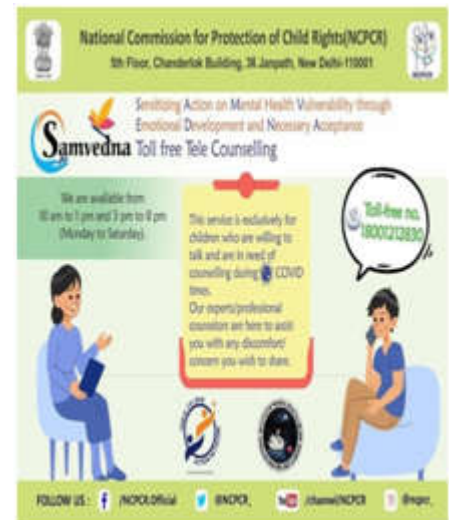 National Commission for Protection of Child Rights(NCPCR)
5th Floor, Chanderlok Building, 36 Janpath, New Delhi-110001
NCPCR
Sensitizing Action on Mental Health Vulnerability through
Emotional Development and Necessary Acceptance
Samvedna Toll free Tele Counselling
We are available from
10 am to 1 pm and 3 pm to 8 pm
(Monday to Saturday).
This service is exclusively for
children who are willing to
talk and are in need of
counselling during COVID
times.
Our experts/professional
counselors are here to assist
you with any discomfort/
concern you wish to share.
Toll-free no.
18001212830
FOLLOW US : /NCPCR.Official @NCPCR_ /channel/NCPCR @ncpcr_